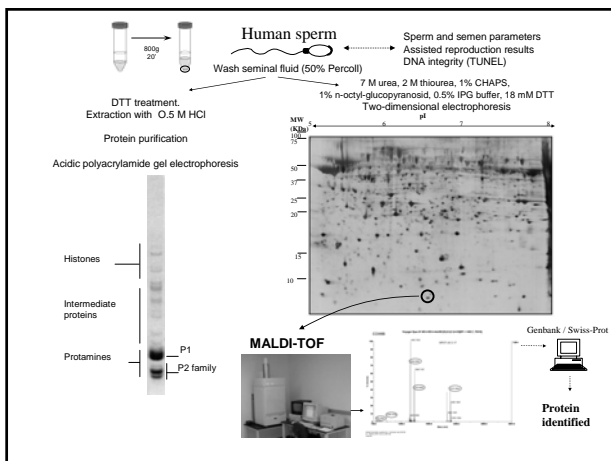 Human sperm
800g
20'
Sperm and semen parameters
Assisted reproduction results
DNA integrity (TUNEL)
Wash seminal fluid (50% Percoll)
DTT treatment.
Extraction with O.5 M HCl
Protein purification
Acidic polyacrylamide gel electrophoresis
7 M urea, 2 M thiourea, 1% CHAPS,
1% n-octyl-glucopyranosid, 0.5% IPG buffer, 18 mM DTT
Two-dimensional electrophoresis
MW
(KDa)
pI
5 6 7 8
100
75
50
37
25
20
15
10
Histones
Intermediate
proteins
Protamines
P1
P2 family
MALDI-TOF
Genbank / Swiss-Prot
Protein
identified